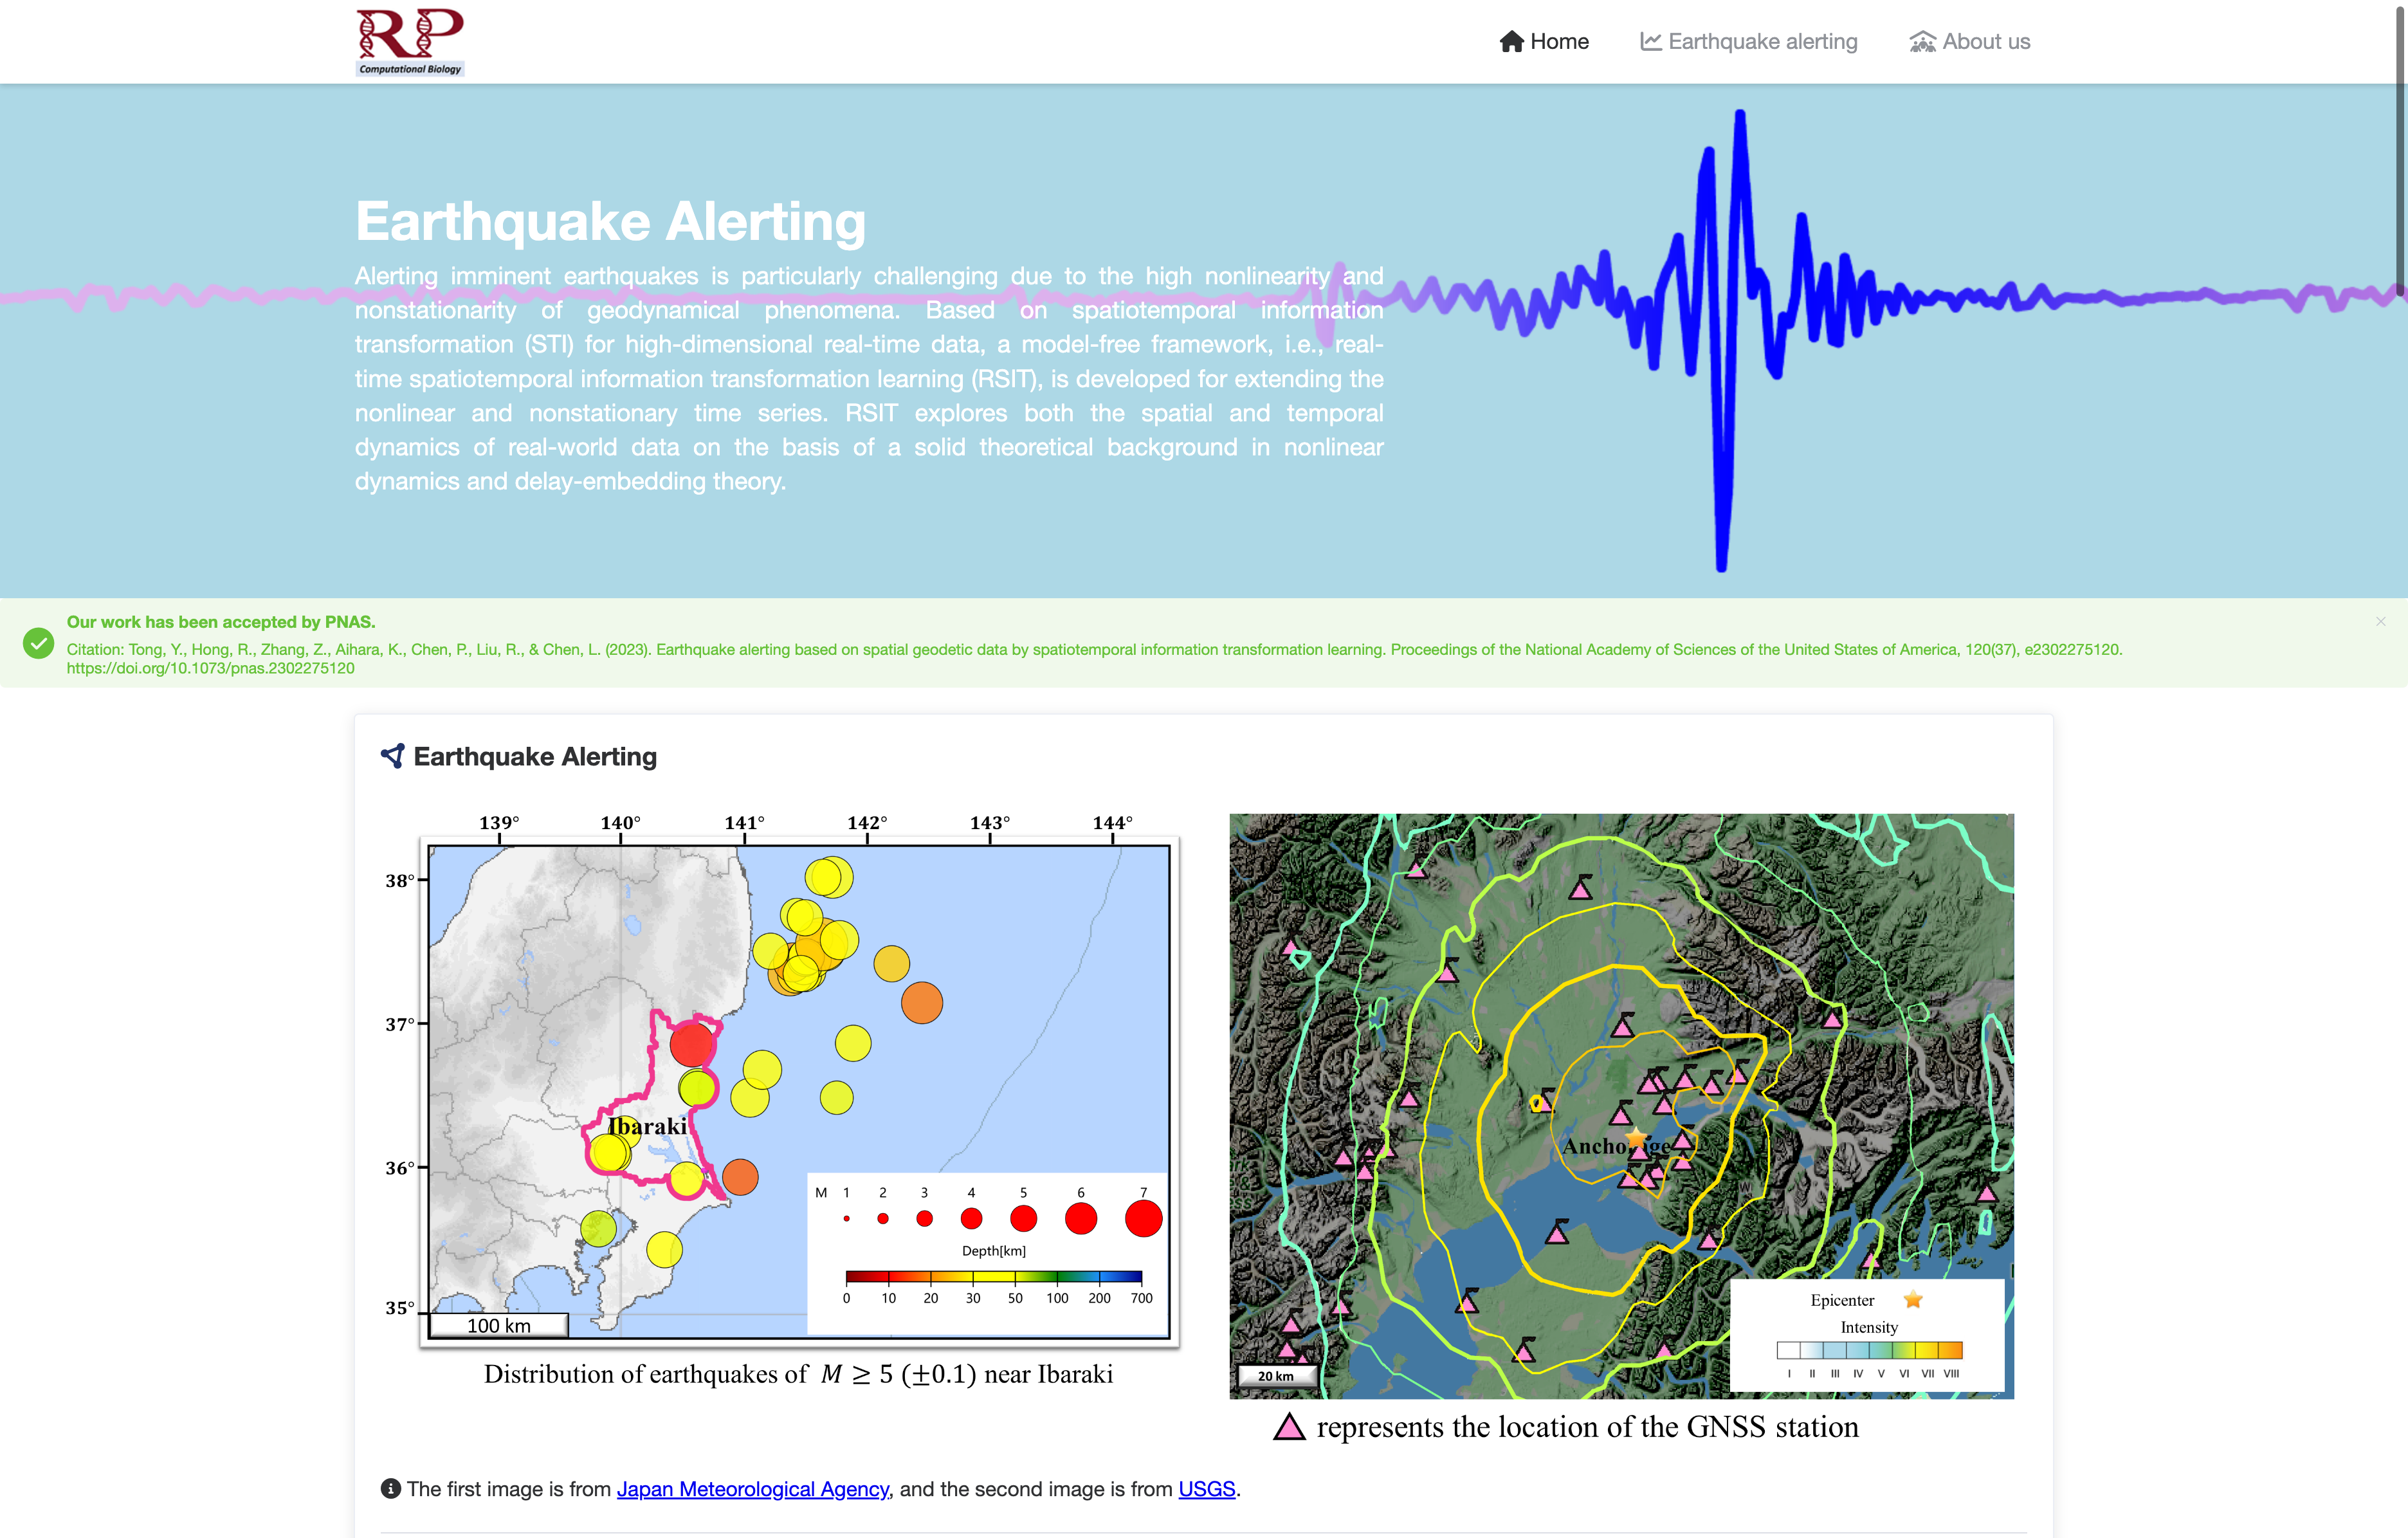 RP
Computational Biology
Home
Earthquake alerting
About us
Earthquake Alerting
Alerting imminent earthquakes is particularly challenging due to the high nonlinearity and
nonstationarity of geodynamical phenomena. Based on spatiotemporal information
transformation (STI) for high-dimensional real-time data, a model-free framework, i.e., real-
time spatiotemporal information transformation learning (RSIT), is developed for extending the
nonlinear and nonstationary time series. RSIT explores both the spatial and temporal
dynamics of real-world data on the basis of a solid theoretical background in nonlinear
dynamics and delay-embedding theory.
Our work has been accepted by PNAS.
Citation: Tong, Y., Hong, R., Zhang, Z., Aihara, K., Chen, P., Liu, R., & Chen, L. (2023). Earthquake alerting based on spatial geodetic data by spatiotemporal information transformation learning. Proceedings of the National Academy of Sciences of the United States of America, 120(37), e2302275120.
https://doi.org/10.1073/pnas.2302275120
Earthquake Alerting
139° 140° 141° 142° 143° 144°
38°
37°
36°
35°
Ibaraki
M 1 2 3 4 5 6 7
Depth[km]
0 10 20 30 50 100 200 700
100 km
Distribution of earthquakes of M ≥ 5 (±0.1) near Ibaraki
Epicenter
Intensity
I II III IV V VI VII VIII
20 km
represents the location of the GNSS station
The first image is from Japan Meteorological Agency, and the second image is from USGS.